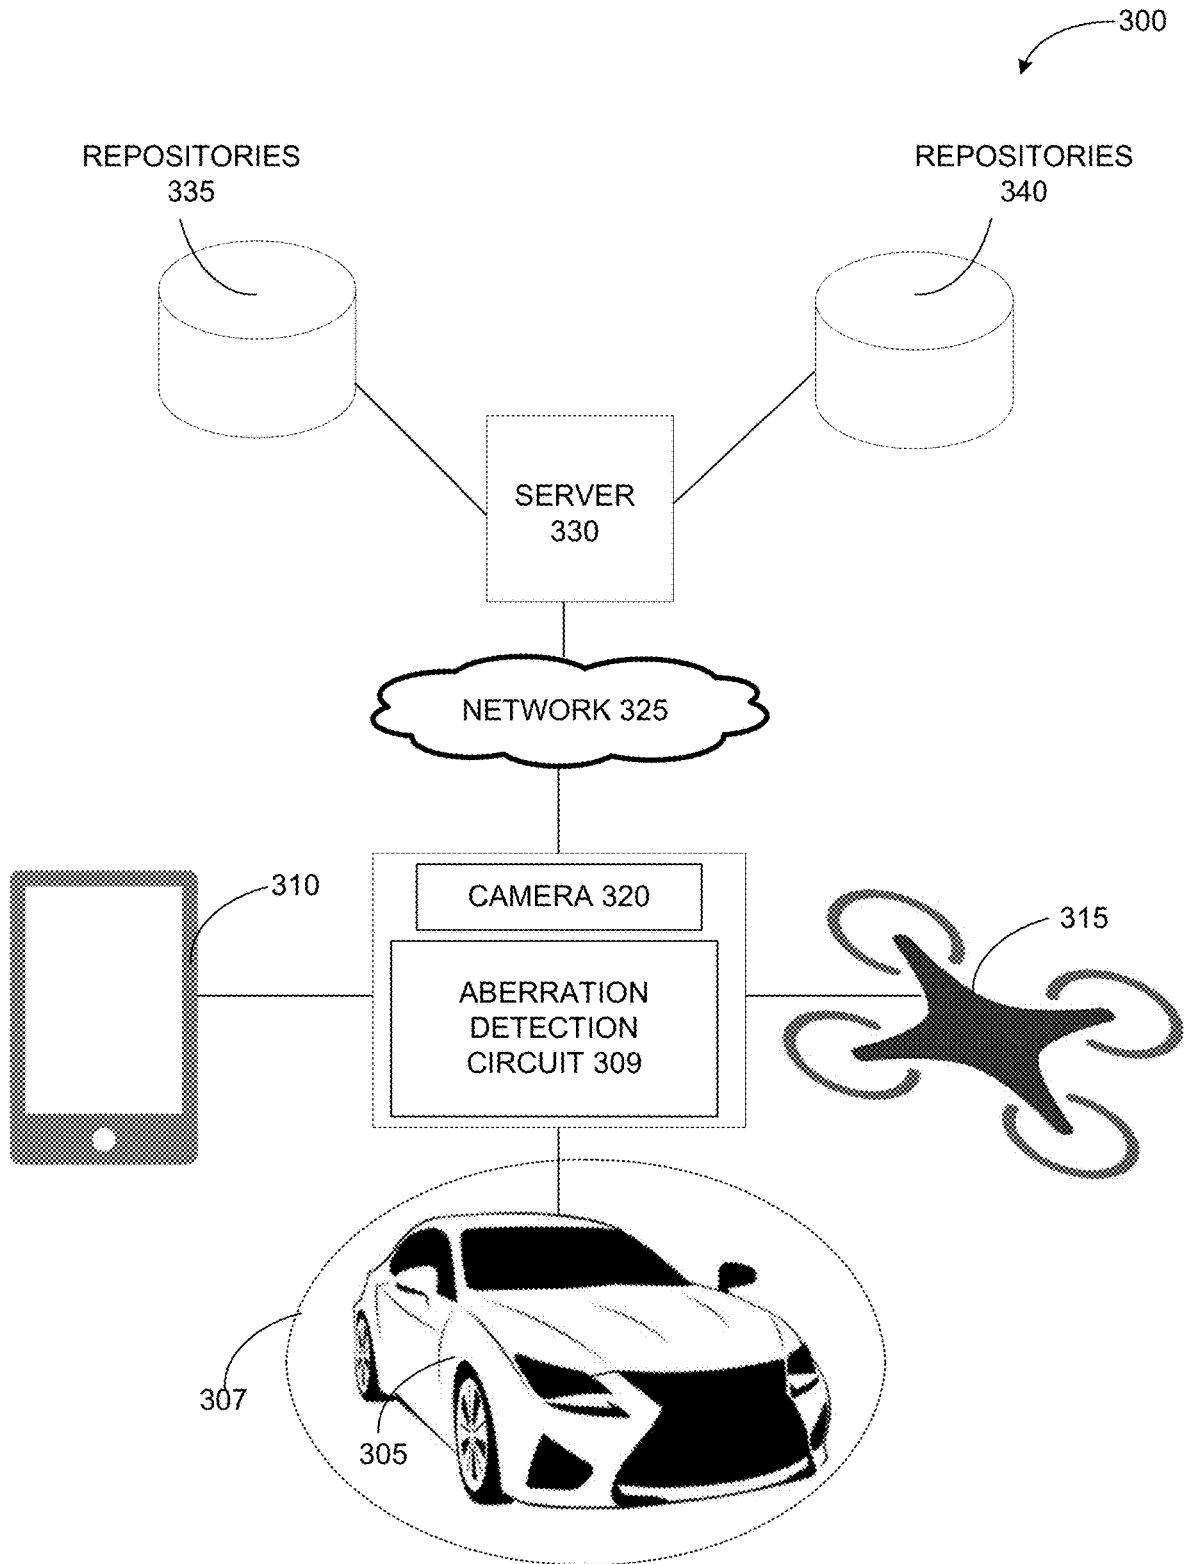 300
REPOSITORIES
335
REPOSITORIES
340
SERVER
330
NETWORK 325
CAMERA 320
310
315
ABERRATION
DETECTION
CIRCUIT 309
307
305